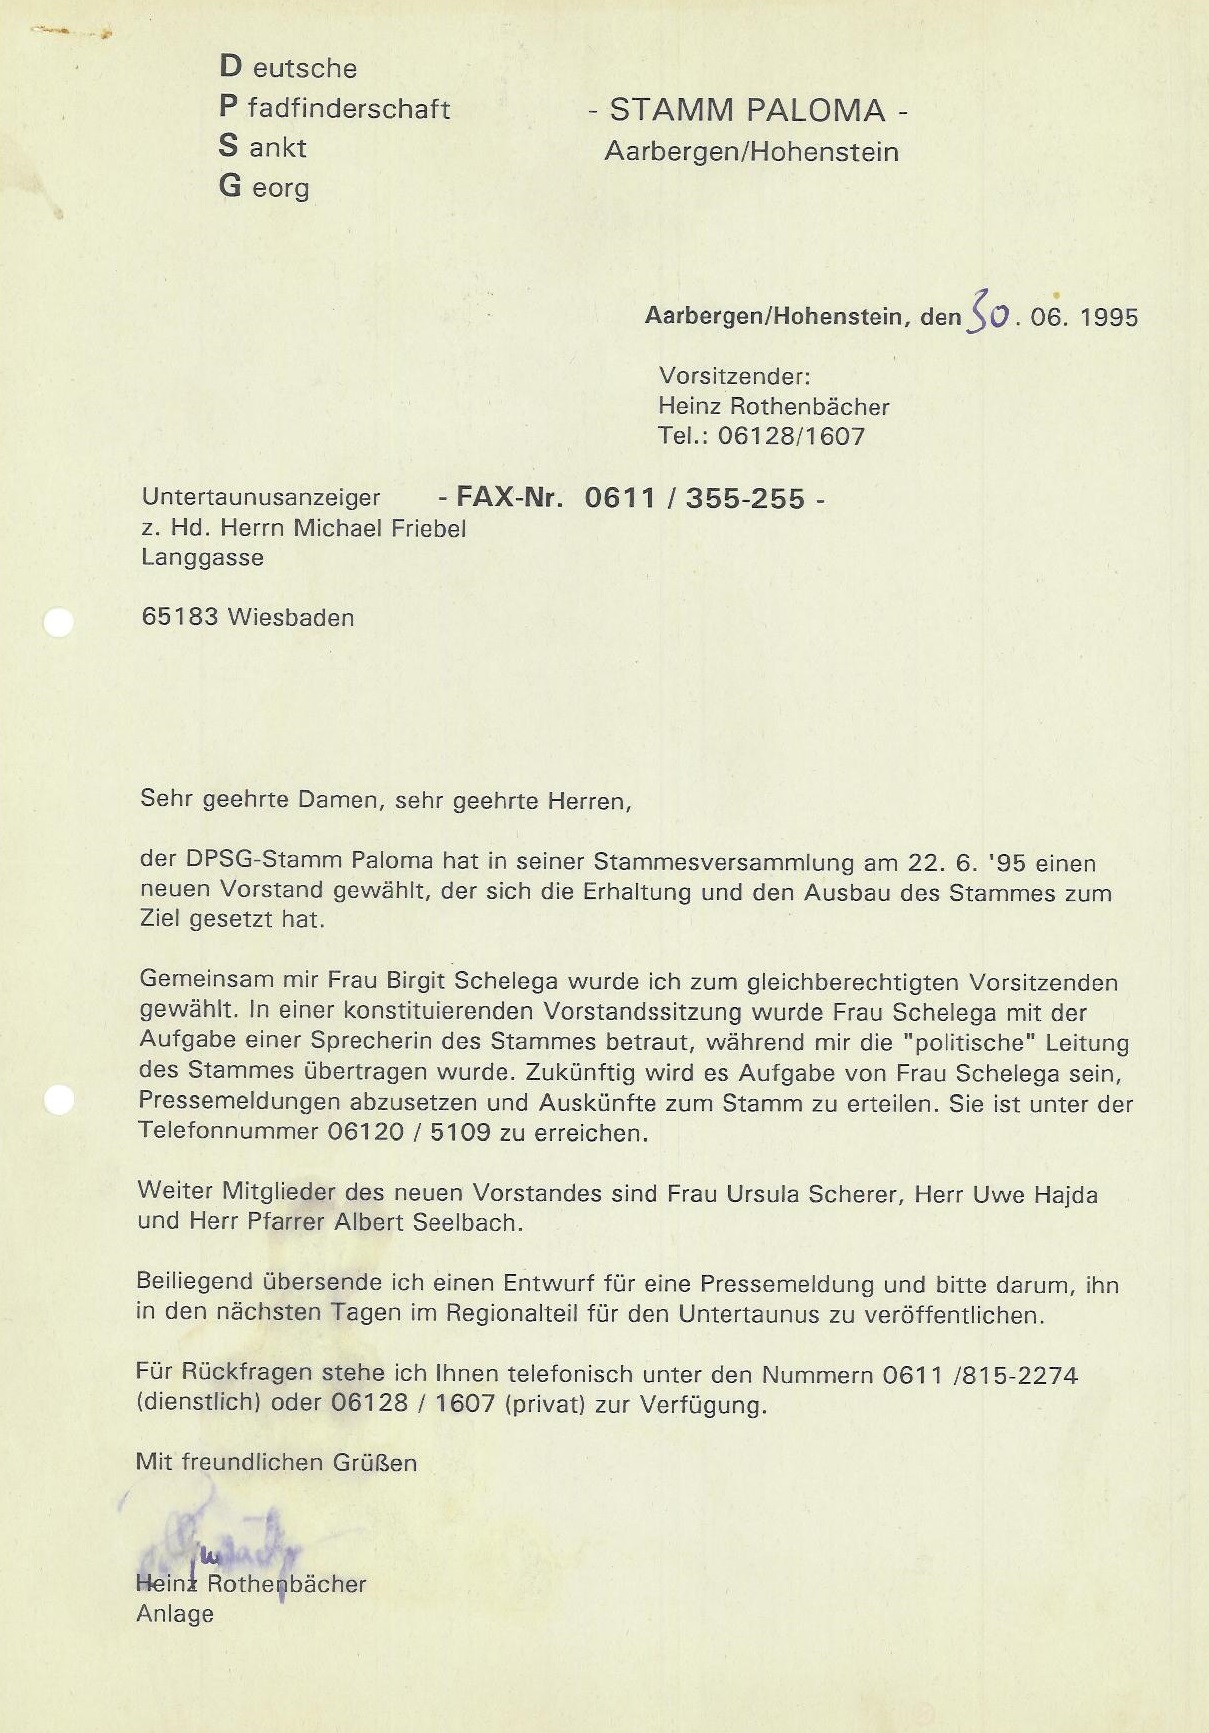 Deutsche
Pfadfinderschaft
Sankt
Georg
- STAMM PALOMA -
Aarbergen/Hohenstein
Aarbergen/Hohenstein, den 30. 06. 1995
Vorsitzender:
Heinz Rothenbächer
Tel.: 06128/1607
Untertaunusanzeiger - FAX-Nr. 0611 / 355-255 -
z. Hd. Herrn Michael Friebel
Langgasse
65183 Wiesbaden
Sehr geehrte Damen, sehr geehrte Herren,
der DPSG-Stamm Paloma hat in seiner Stammesversammlung am 22. 6. '95 einen
neuen Vorstand gewählt, der sich die Erhaltung und den Ausbau des Stammes zum
Ziel gesetzt hat.
Gemeinsam mir Frau Birgit Schelega wurde ich zum gleichberechtigten Vorsitzenden
gewählt. In einer konstituierenden Vorstandssitzung wurde Frau Schelega mit der
Aufgabe einer Sprecherin des Stammes betraut, während mir die "politische" Leitung
des Stammes übertragen wurde. Zukünftig wird es Aufgabe von Frau Schelega sein,
Pressemeldungen abzusetzen und Auskünfte zum Stamm zu erteilen. Sie ist unter der
Telefonnummer 06120 / 5109 zu erreichen.
Weiter Mitglieder des neuen Vorstandes sind Frau Ursula Scherer, Herr Uwe Hajda
und Herr Pfarrer Albert Seelbach.
Beiliegend übersende ich einen Entwurf für eine Pressemeldung und bitte darum, ihn
in den nächsten Tagen im Regionalteil für den Untertaunus zu veröffentlichen.
Für Rückfragen stehe ich Ihnen telefonisch unter den Nummern 0611 /815-2274
(dienstlich) oder 06128 / 1607 (privat) zur Verfügung.
Mit freundlichen Grüßen
Heinz Rothenbächer
Anlage